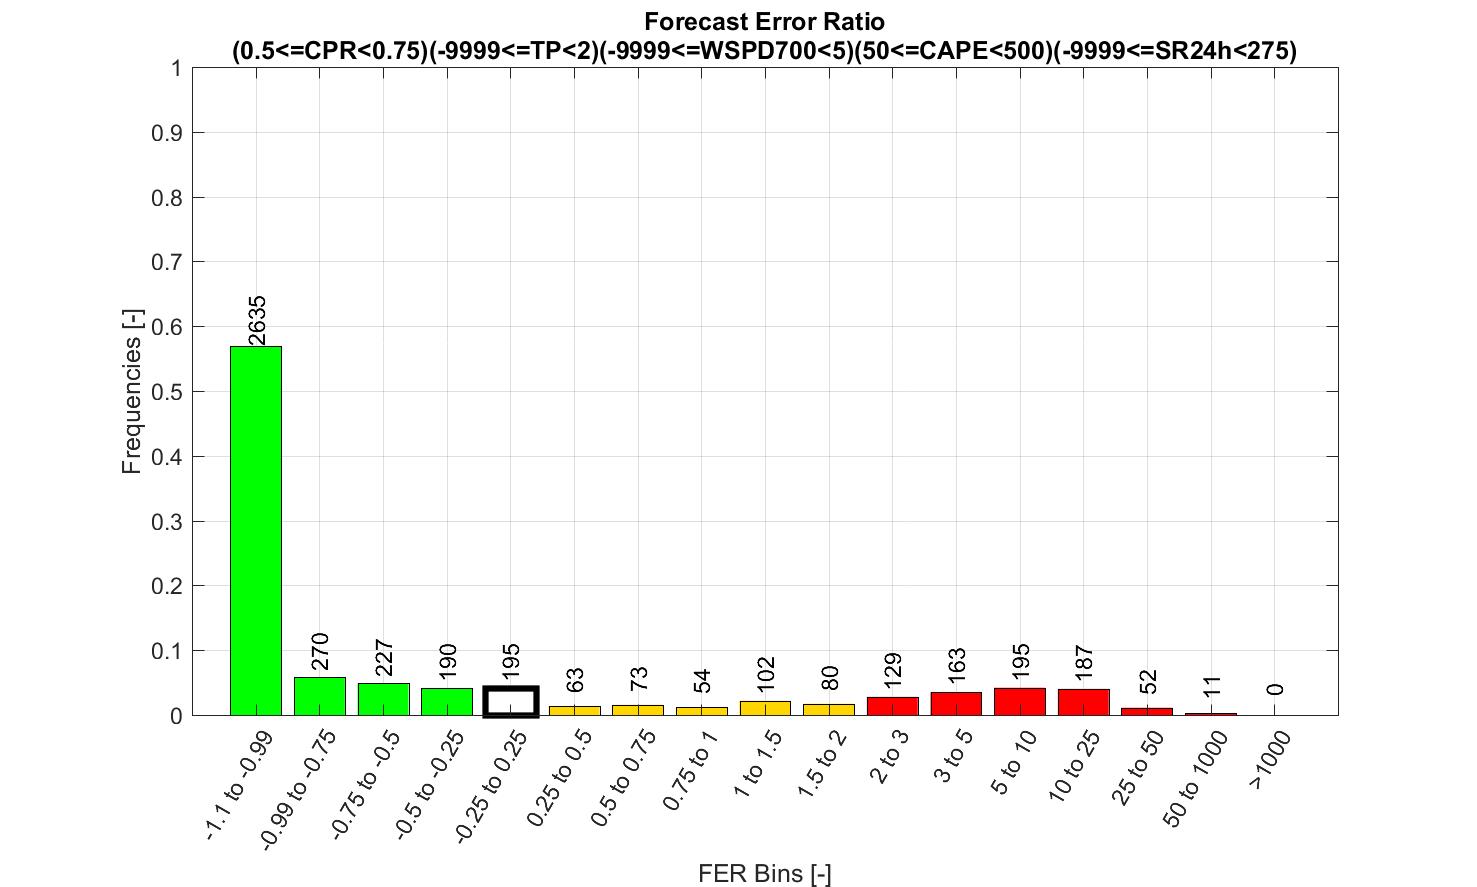 Forecast Error Ratio
(0.5<=CPR<0.75)(-9999<=TP<2)(-9999<=WSPD700<5)(50<=CAPE<500)(-9999<=SR24h<275)
1
0.9
0.8
0.7
0.6
0.5
0.4
0.3
0.2
0.1
0
Frequencies [-]
2635
270
227
190
195
63
73
54
102
80
129
163
195
187
52
11
0
-1.1 to -0.99
-0.99 to -0.75
-0.75 to -0.5
-0.5 to -0.25
-0.25 to 0.25
0.25 to 0.5
0.5 to 0.75
0.75 to 1
1 to 1.5
1.5 to 2
2 to 3
3 to 5
5 to 10
10 to 25
25 to 50
50 to 1000
>1000
FER Bins [-]